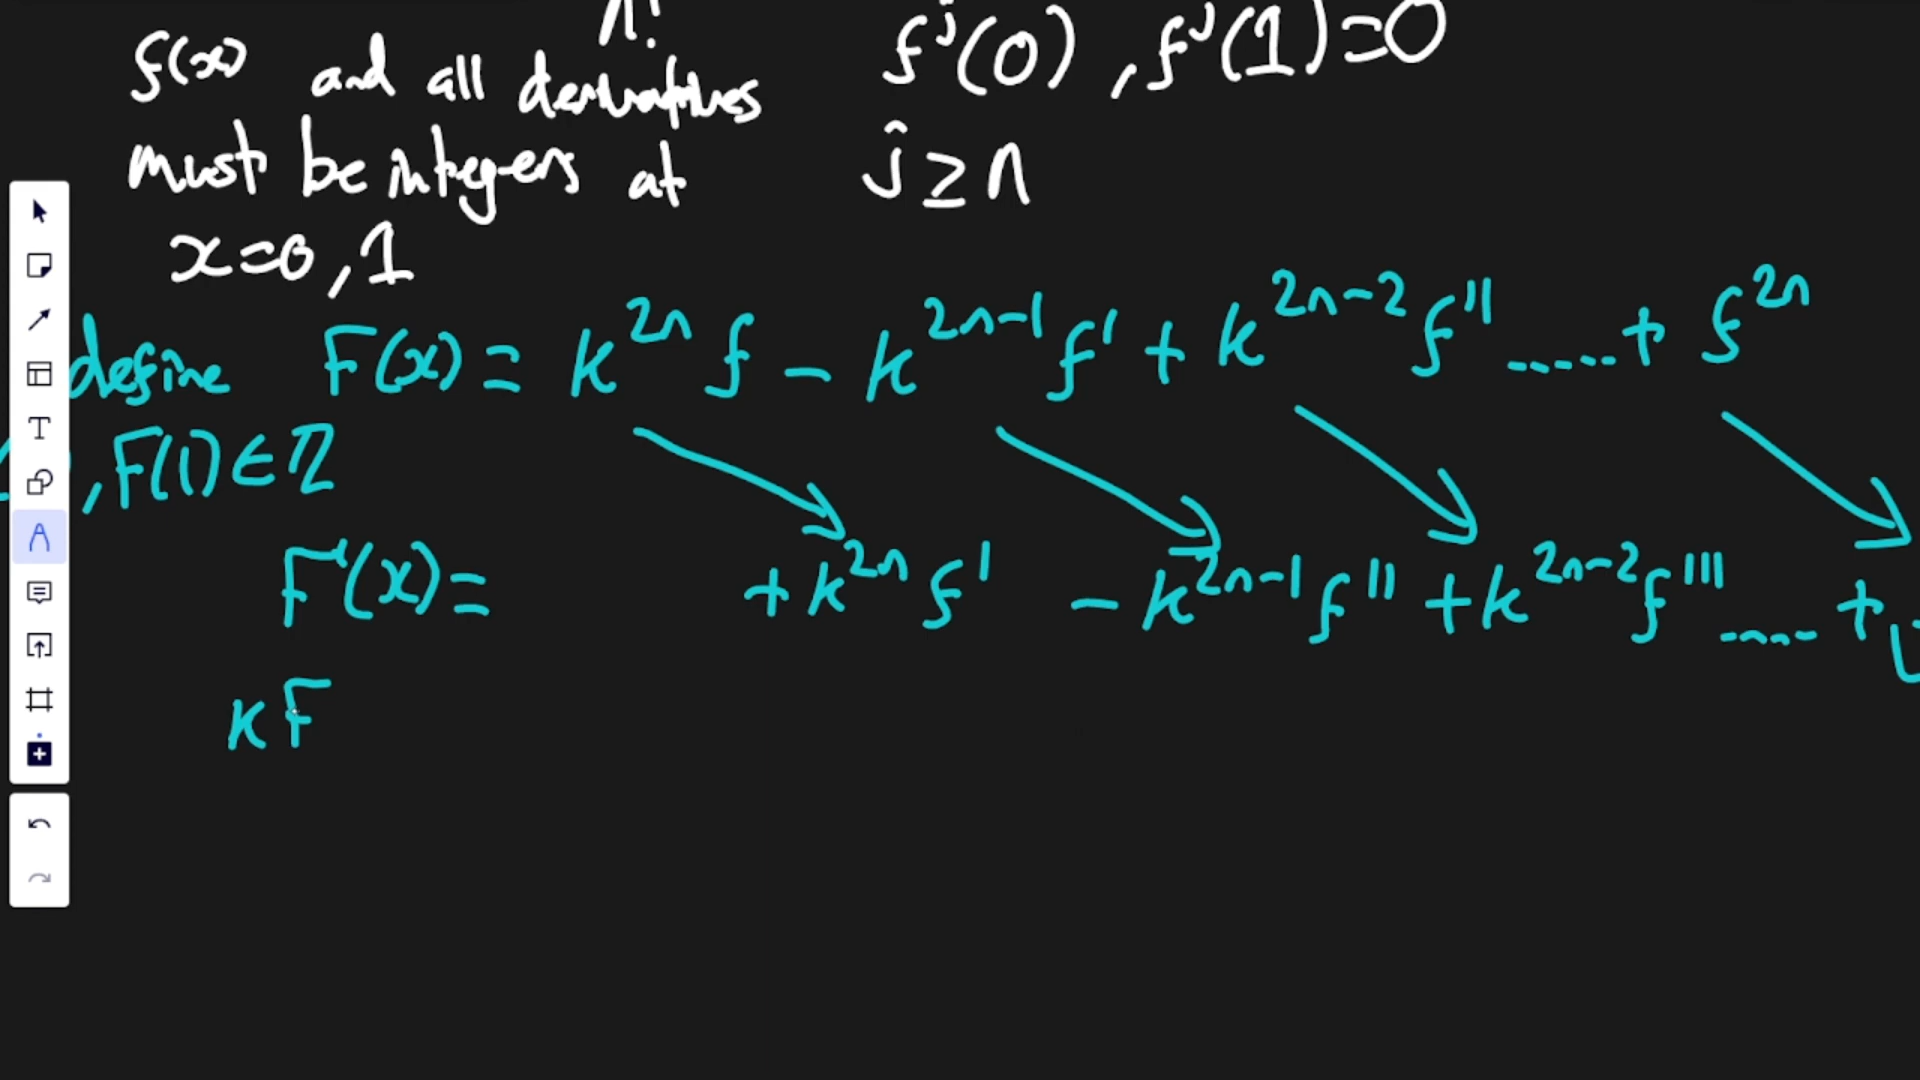 n!
f(x) and all derivatives
must be integers at
x=0,1
f^j(0), f^j(1)=0
j≥n
define F(x) = k^{2n} f − k^{2n−1} f' + k^{2n−2} f'' ..... + f^{2n}
, F(1) ∈ ℤ
F'(x) = + k^{2n} f' − k^{2n−1} f'' + k^{2n−2} f''' ..... +
kF
T